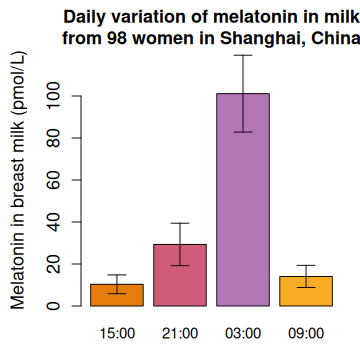 Daily variation of melatonin in milk
from 98 women in Shanghai, China
Melatonin in breast milk (pmol/L)
100
80
60
40
20
0
15:00 21:00 03:00 09:00